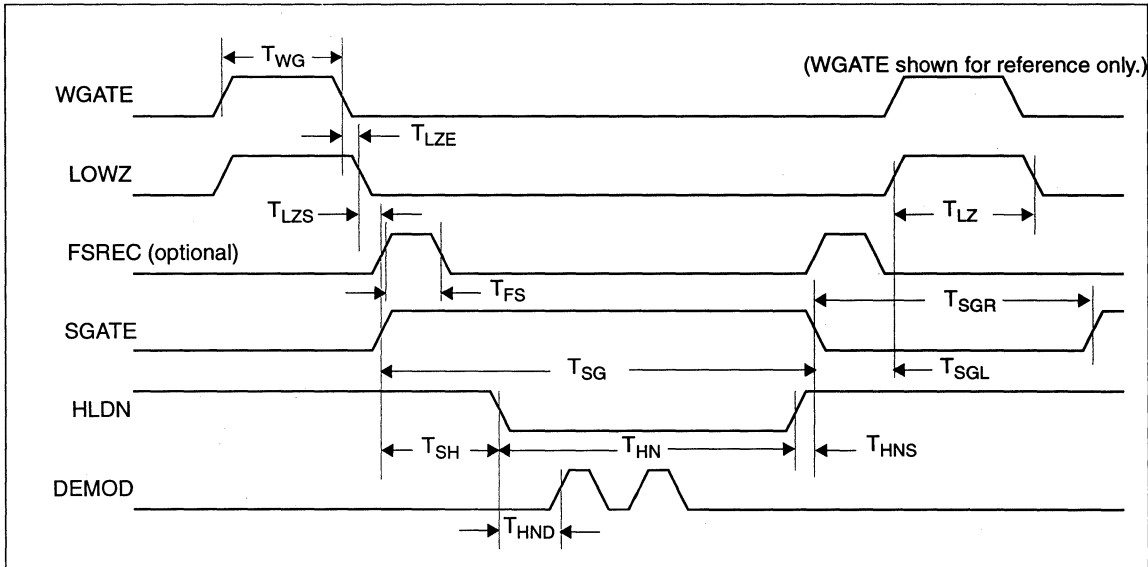 T_WG
(WGATE shown for reference only.)
WGATE
T_LZE
LOWZ
T_LZS
T_LZ
FSREC (optional)
T_FS
T_SGR
SGATE
T_SG
T_SGL
HLDN
T_SH
T_HN
T_HNS
DEMOD
T_HND